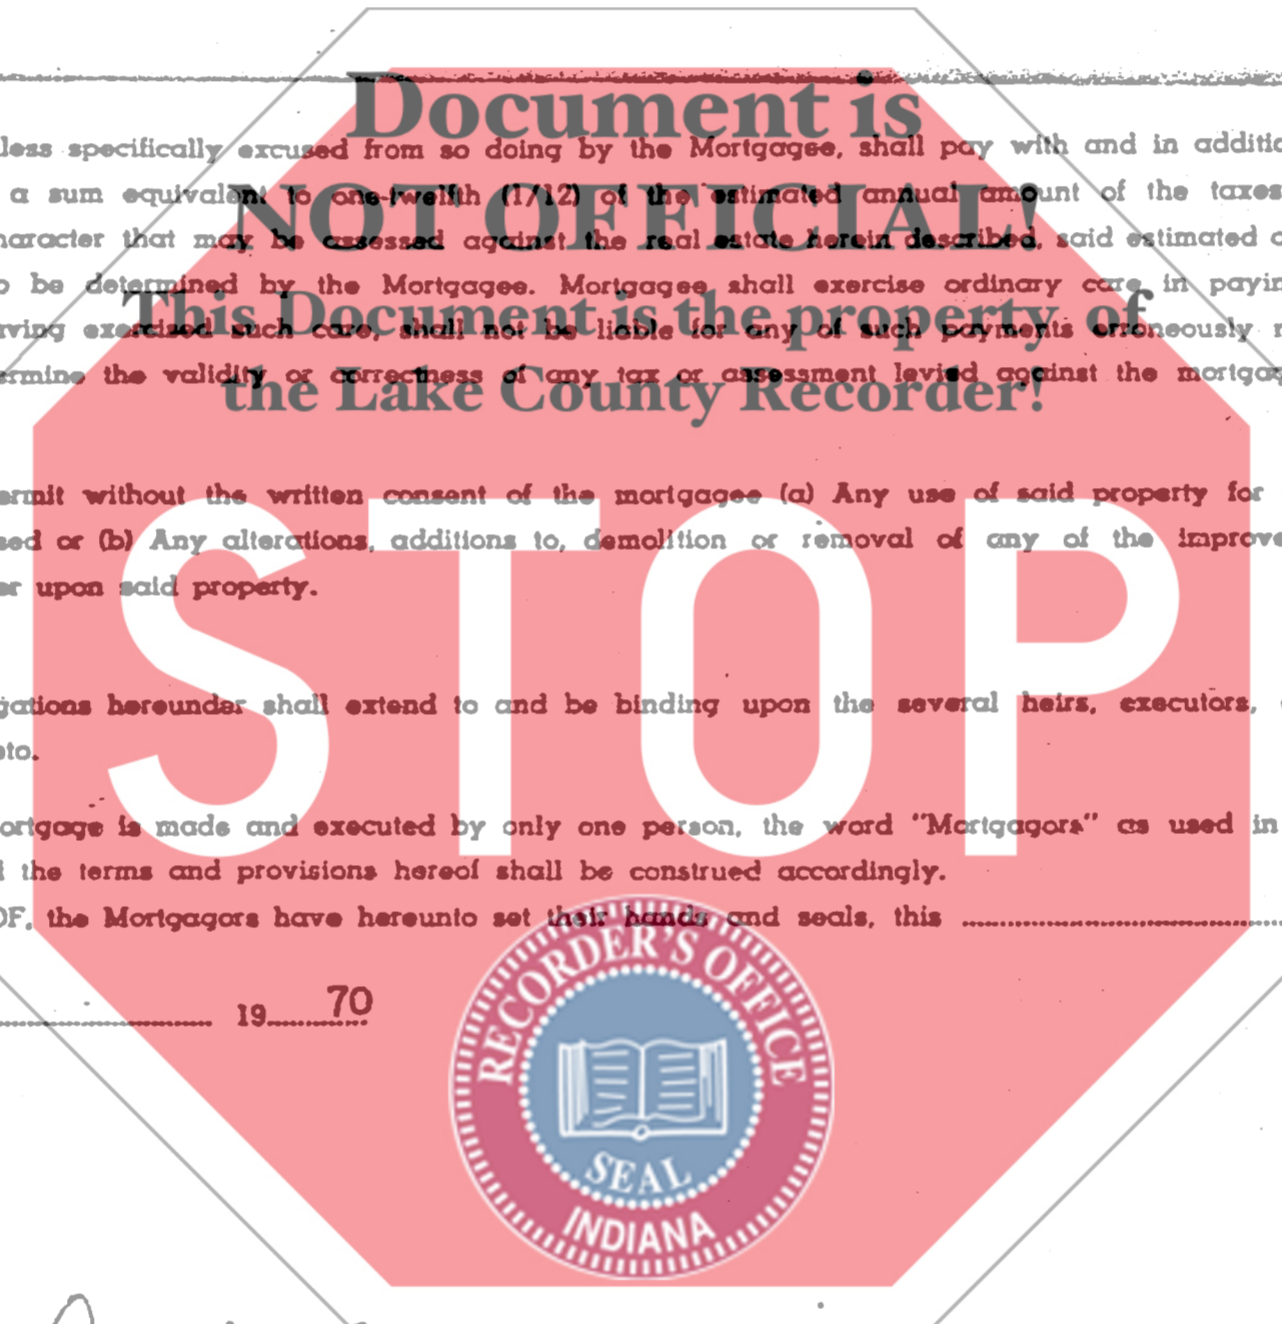 Document is
less specifically excused from so doing by the Mortgagee, shall pay with and in additio
NOT OFFICIAL!
a sum equivalent to one-twelfth (1/12) of the estimated annual amount of the taxes
haracter that may be assessed against the real estate herein described, said estimated a
o be determined by the Mortgagee. Mortgagee shall exercise ordinary care in payin
This Document is the property of
aving exercised such care, shall not be liable for any of such payments erroneously m
ermine the validity or correctness of any tax or assessment levied against the mortgag
the Lake County Recorder!
ermit without the written consent of the mortgagee (a) Any use of said property for
sed or (b) Any alterations, additions to, demolition or removal of any of the improve
er upon said property.
STOP
gations hereunder shall extend to and be binding upon the several heirs, executors,
eto.
ortgage is made and executed by only one person, the word "Mortgagors" as used in
the terms and provisions hereof shall be construed accordingly.
OF, the Mortgagors have hereunto set their hands and seals, this
19 70
RECORDER'S OFFICE
SEAL
INDIANA